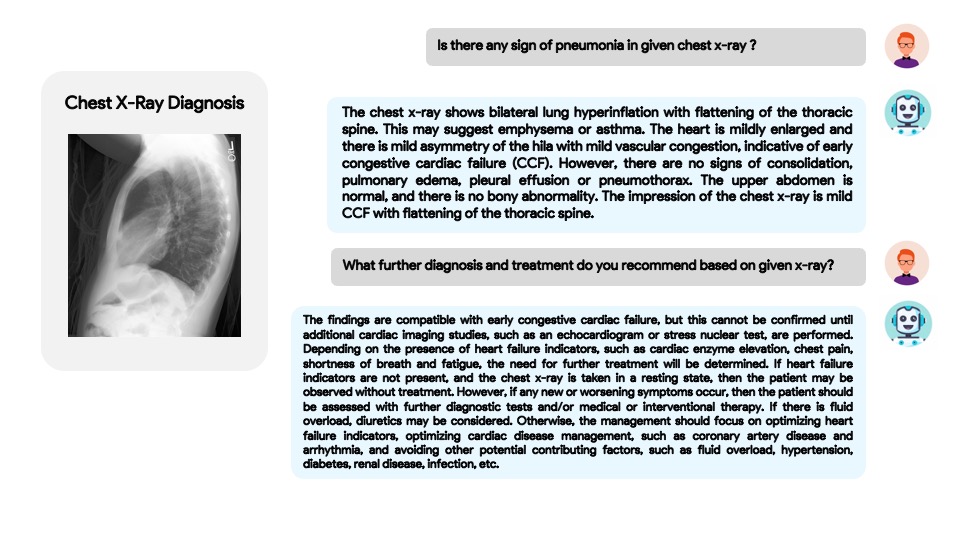 Is there any sign of pneumonia in given chest x-ray ?
Chest X-Ray Diagnosis
The chest x-ray shows bilateral lung hyperinflation with flattening of the thoracic
spine. This may suggest emphysema or asthma. The heart is mildly enlarged and
there is mild asymmetry of the hila with mild vascular congestion, indicative of early
congestive cardiac failure (CCF). However, there are no signs of consolidation,
pulmonary edema, pleural effusion or pneumothorax. The upper abdomen is
normal, and there is no bony abnormality. The impression of the chest x-ray is mild
CCF with flattening of the thoracic spine.
What further diagnosis and treatment do you recommend based on given x-ray?
The findings are compatible with early congestive cardiac failure, but this cannot be confirmed until
additional cardiac imaging studies, such as an echocardiogram or stress nuclear test, are performed.
Depending on the presence of heart failure indicators, such as cardiac enzyme elevation, chest pain,
shortness of breath and fatigue, the need for further treatment will be determined. If heart failure
indicators are not present, and the chest x-ray is taken in a resting state, then the patient may be
observed without treatment. However, if any new or worsening symptoms occur, then the patient should
be assessed with further diagnostic tests and/or medical or interventional therapy. If there is fluid
overload, diuretics may be considered. Otherwise, the management should focus on optimizing heart
failure indicators, optimizing cardiac disease management, such as coronary artery disease and
arrhythmia, and avoiding other potential contributing factors, such as fluid overload, hypertension,
diabetes, renal disease, infection, etc.